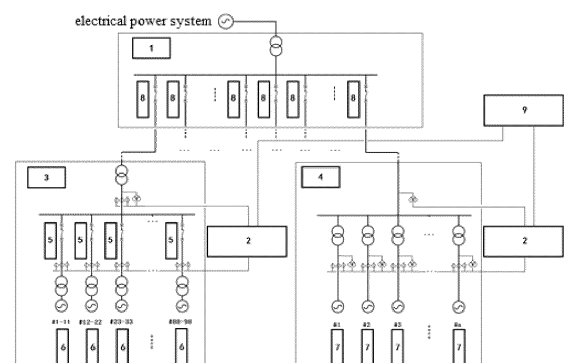 electrical power system
1
8 8 8 8 8 8
9
3
4
5 5 5 5
2
2
#1-11 #12-22 #23-33 #88-98
#1 #2 #3 #n
6 6 6 6
7 7 7 7